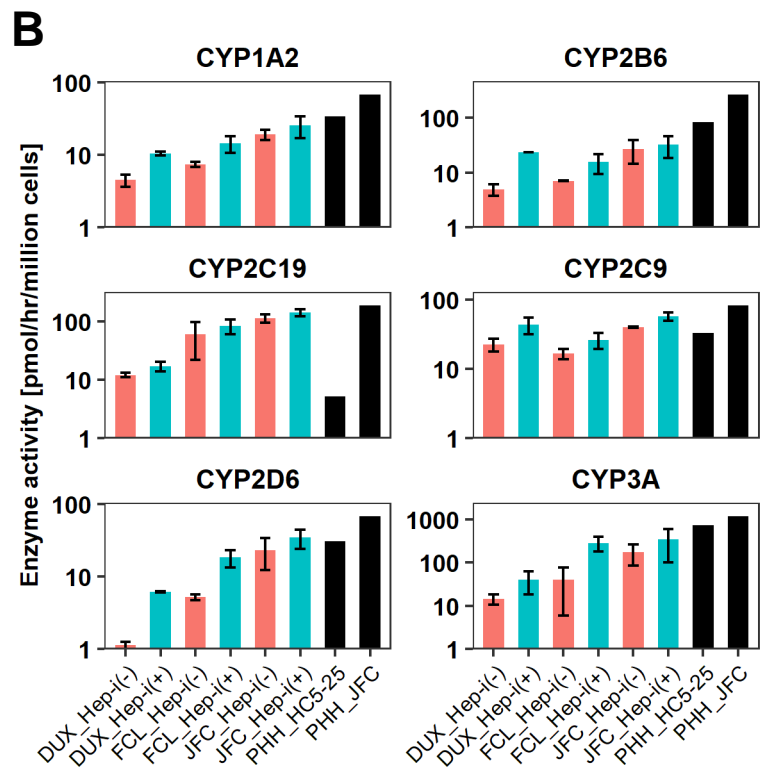 B
CYP1A2
CYP2B6
100
10
1
100
10
1
CYP2C19
CYP2C9
100
10
1
100
10
1
CYP2D6
CYP3A
100
10
1
1000
100
10
1
Enzyme activity [pmol/hr/million cells]
DUX_Hep-i(-)
DUX_Hep-i(+)
FCL_Hep-i(-)
FCL_Hep-i(+)
JFC_Hep-i(-)
JFC_Hep-i(+)
PHH_HC5-25
PHH_JFC
DUX_Hep-i(-)
DUX_Hep-i(+)
FCL_Hep-i(-)
FCL_Hep-i(+)
JFC_Hep-i(-)
JFC_Hep-i(+)
PHH_HC5-25
PHH_JFC